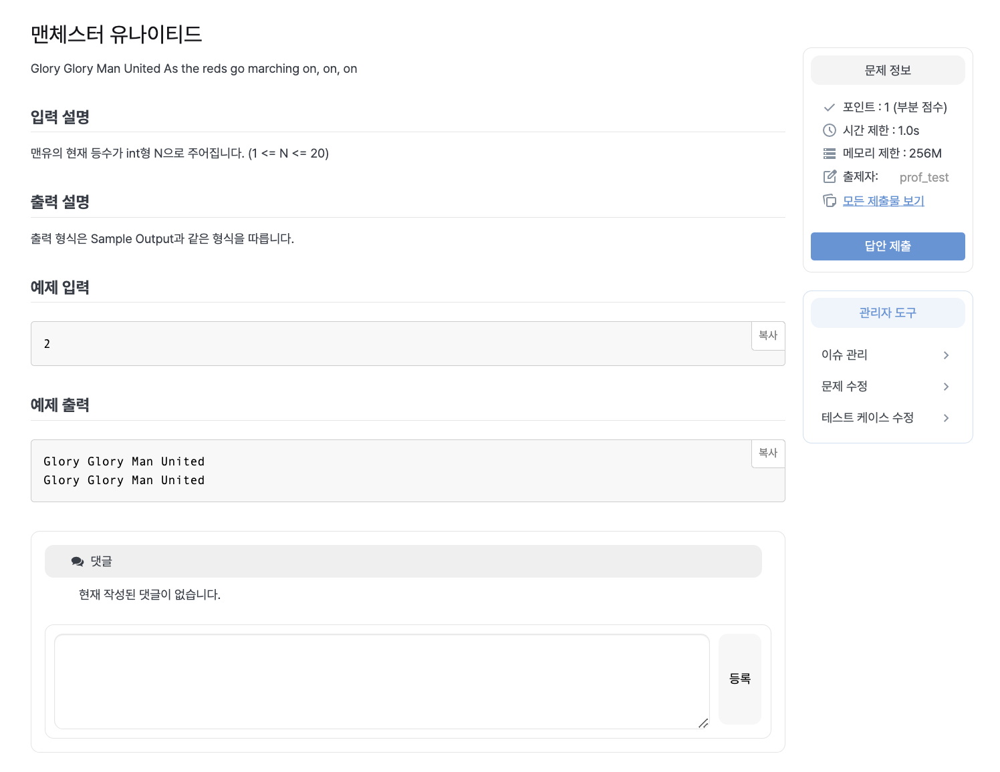 맨체스터 유나이티드
Glory Glory Man United As the reds go marching on, on, on
입력 설명
맨유의 현재 등수가 int형 N으로 주어집니다. (1 <= N <= 20)
출력 설명
출력 형식은 Sample Output과 같은 형식을 따릅니다.
예제 입력
복사
2
예제 출력
복사
Glory Glory Man United
Glory Glory Man United
댓글
현재 작성된 댓글이 없습니다.
등록
문제 정보
포인트 : 1 (부분 점수)
시간 제한 : 1.0s
메모리 제한 : 256M
출제자: prof_test
모든 제출물 보기
답안 제출
관리자 도구
이슈 관리
문제 수정
테스트 케이스 수정